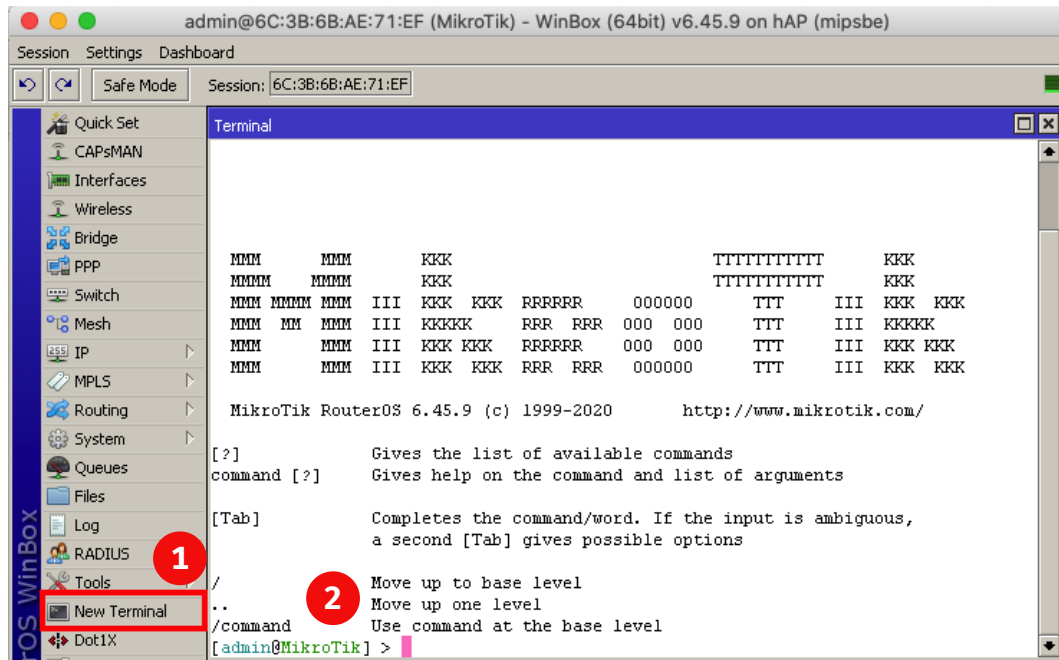 admin@6C:3B:6B:AE:71:EF (MikroTik) - WinBox (64bit) v6.45.9 on hAP (mipsbe)
Session Settings Dashboard
Safe Mode Session: 6C:3B:6B:AE:71:EF
Quick Set
CAPsMAN
Interfaces
Wireless
Bridge
PPP
Switch
Mesh
255 IP
MPLS
Routing
System
Queues
Files
Log
RADIUS
Tools
New Terminal
Dot1X
OS WinBox
1
Terminal
MMM MMM KKK TTTTTTTTTTT KKK
MMMM MMMM KKK TTTTTTTTTTT KKK
MMM MMMM MMM III KKK KKK RRRRRR OOOOOO TTT III KKK KKK
MMM MM MMM III KKKKK RRR RRR OOO OOO TTT III KKKKK
MMM MMM III KKK KKK RRRRRR OOO OOO TTT III KKK KKK
MMM MMM III KKK KKK RRR RRR OOOOOO TTT III KKK KKK
MikroTik RouterOS 6.45.9 (c) 1999-2020 http://www.mikrotik.com/
[?] Gives the list of available commands
command [?] Gives help on the command and list of arguments
[Tab] Completes the command/word. If the input is ambiguous,
a second [Tab] gives possible options
/ Move up to base level
.. Move up one level
/command Use command at the base level
2
[admin@MikroTik] >